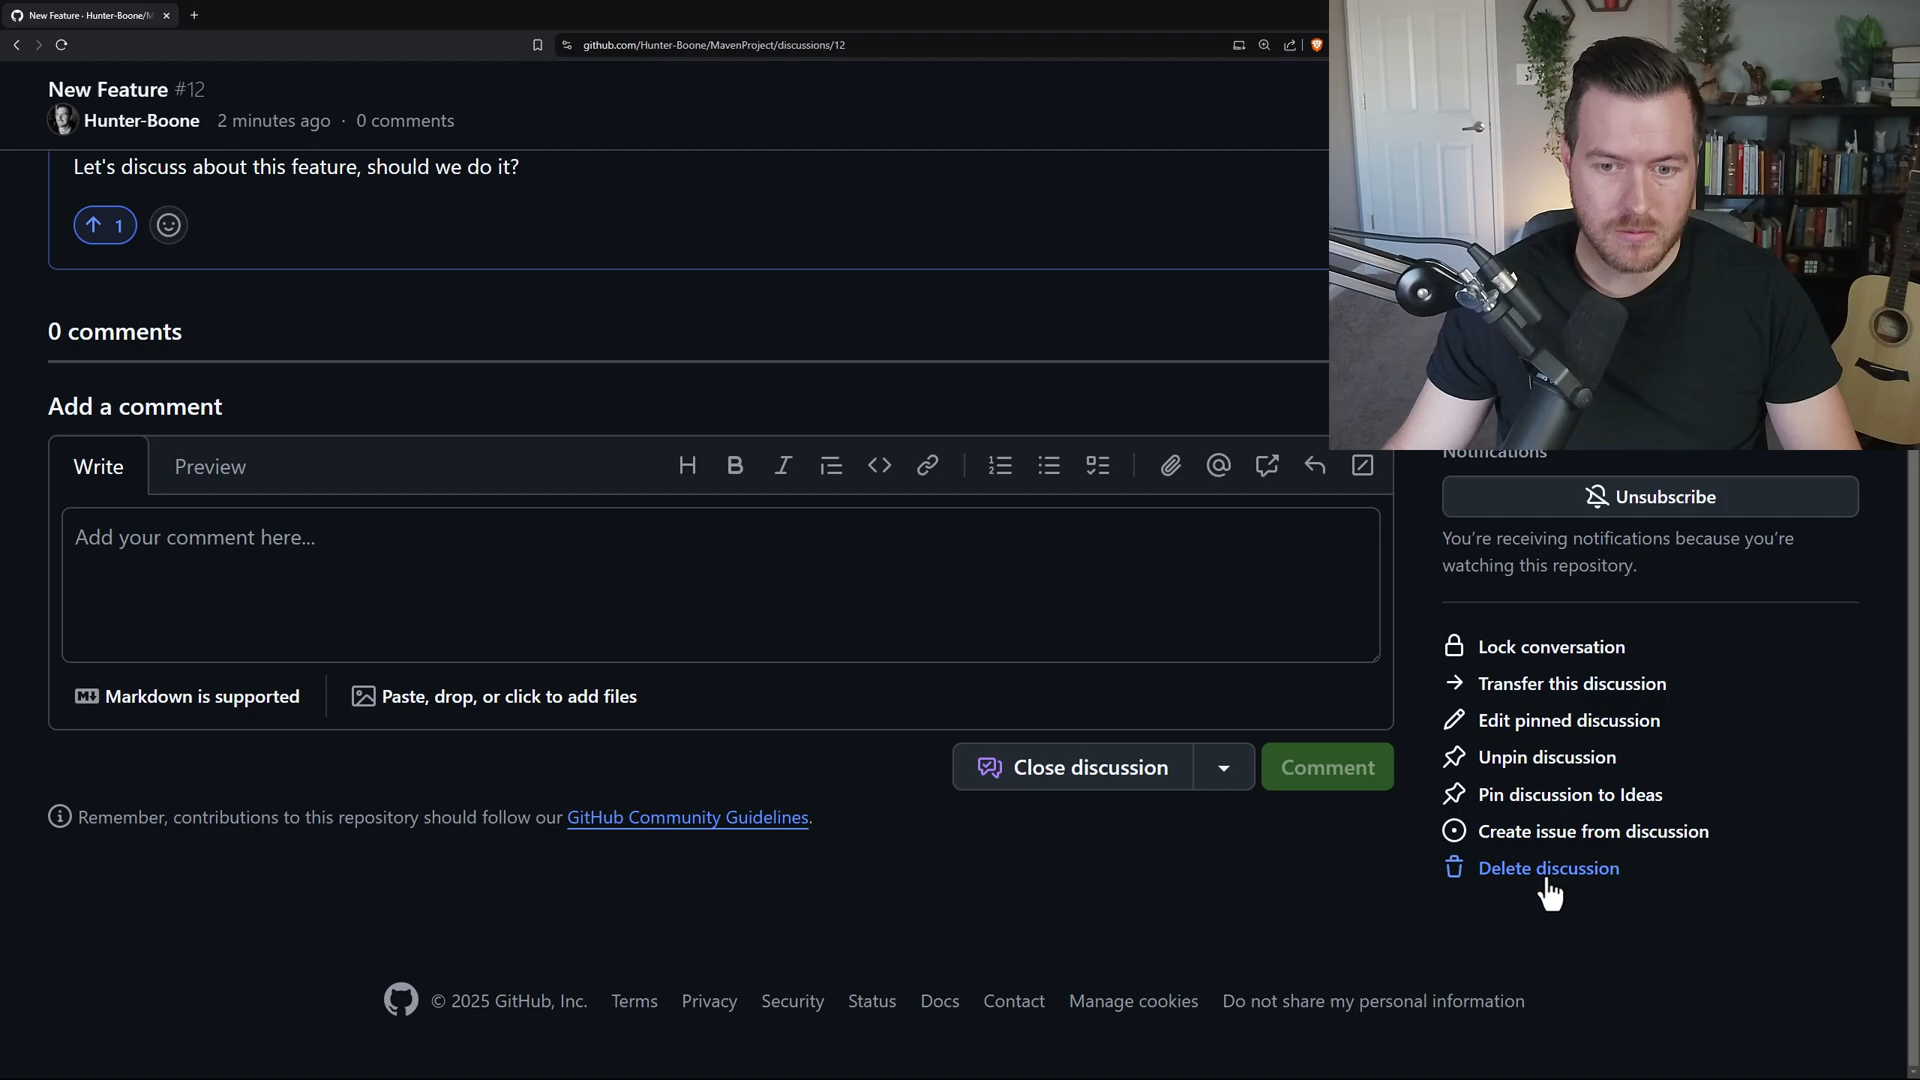 New Feature · Hunter-Boone/M
github.com/Hunter-Boone/MavenProject/discussions/12
New Feature #12
Hunter-Boone 2 minutes ago · 0 comments
Let's discuss about this feature, should we do it?
1
0 comments
Add a comment
Write Preview
Add your comment here...
Markdown is supported
Paste, drop, or click to add files
Close discussion
Comment
Remember, contributions to this repository should follow our GitHub Community Guidelines.
Notifications
Unsubscribe
You're receiving notifications because you're
watching this repository.
Lock conversation
Transfer this discussion
Edit pinned discussion
Unpin discussion
Pin discussion to Ideas
Create issue from discussion
Delete discussion
© 2025 GitHub, Inc. Terms Privacy Security Status Docs Contact Manage cookies Do not share my personal information